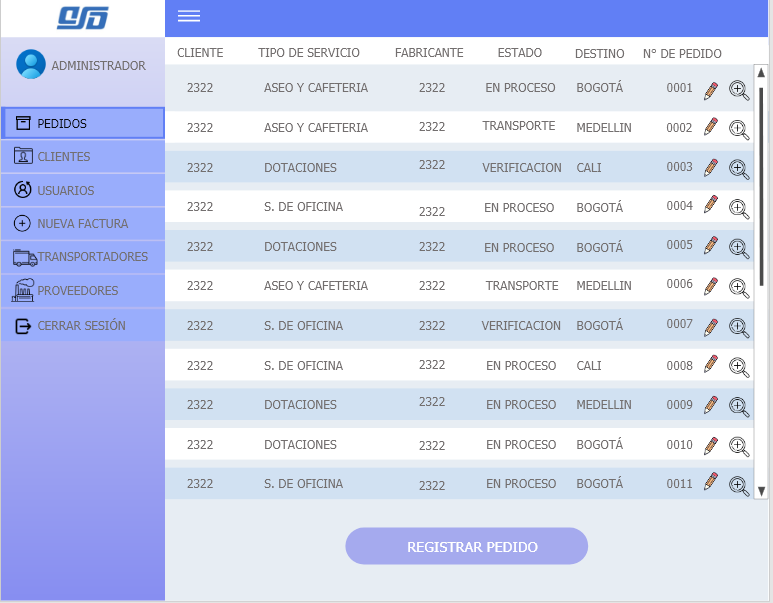 ADMINISTRADOR
PEDIDOS
CLIENTES
USUARIOS
NUEVA FACTURA
TRANSPORTADORES
PROVEEDORES
CERRAR SESIÓN
CLIENTE TIPO DE SERVICIO FABRICANTE ESTADO DESTINO N° DE PEDIDO
2322 ASEO Y CAFETERIA 2322 EN PROCESO BOGOTÁ 0001
2322 ASEO Y CAFETERIA 2322 TRANSPORTE MEDELLIN 0002
2322 DOTACIONES 2322 VERIFICACION CALI 0003
2322 S. DE OFICINA 2322 EN PROCESO BOGOTÁ 0004
2322 DOTACIONES 2322 EN PROCESO BOGOTÁ 0005
2322 ASEO Y CAFETERIA 2322 TRANSPORTE MEDELLIN 0006
2322 S. DE OFICINA 2322 VERIFICACION BOGOTÁ 0007
2322 S. DE OFICINA 2322 EN PROCESO CALI 0008
2322 DOTACIONES 2322 EN PROCESO MEDELLIN 0009
2322 DOTACIONES 2322 EN PROCESO BOGOTÁ 0010
2322 S. DE OFICINA 2322 EN PROCESO BOGOTÁ 0011
REGISTRAR PEDIDO